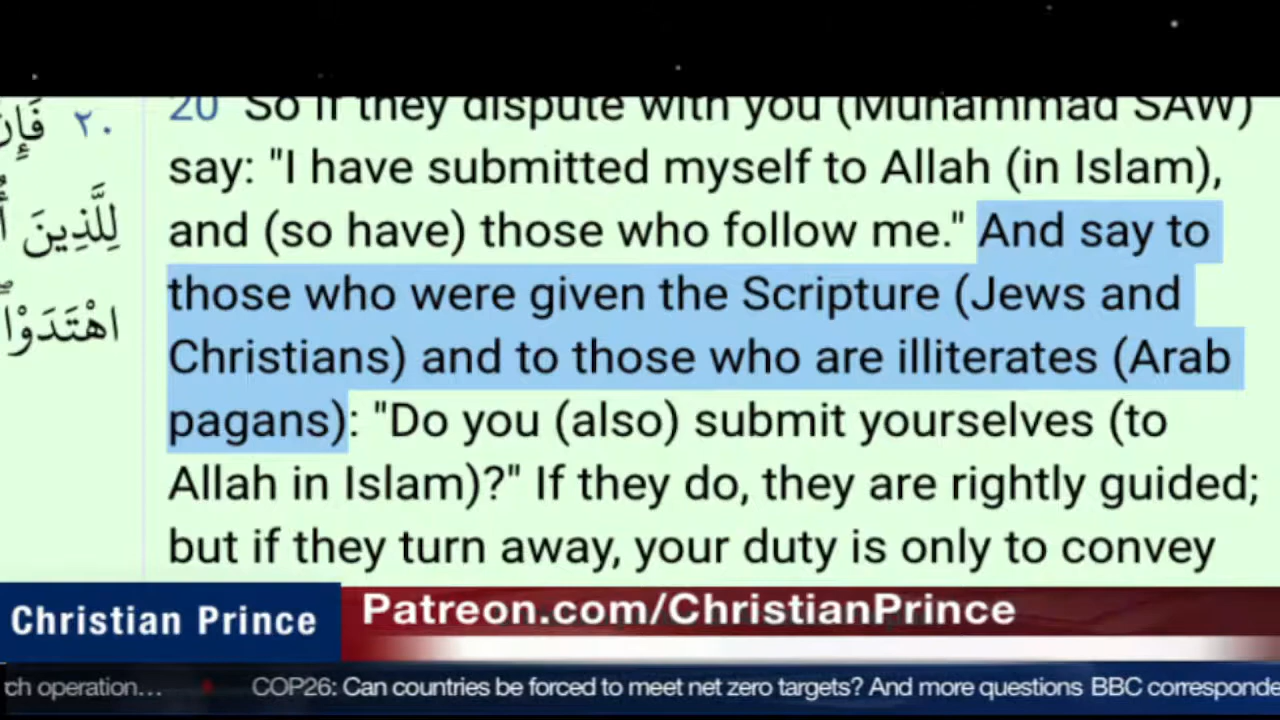 20 So if they dispute with you (Muhammad SAW)
say: "I have submitted myself to Allah (in Islam),
and (so have) those who follow me." And say to
those who were given the Scripture (Jews and
Christians) and to those who are illiterates (Arab
pagans): "Do you (also) submit yourselves (to
Allah in Islam)?" If they do, they are rightly guided;
but if they turn away, your duty is only to convey
٢٠
لِلَّذِينَ
اهْتَدَوْا
Christian Prince
Patreon.com/ChristianPrince
ch operation… COP26: Can countries be forced to meet net zero targets? And more questions BBC corresponde